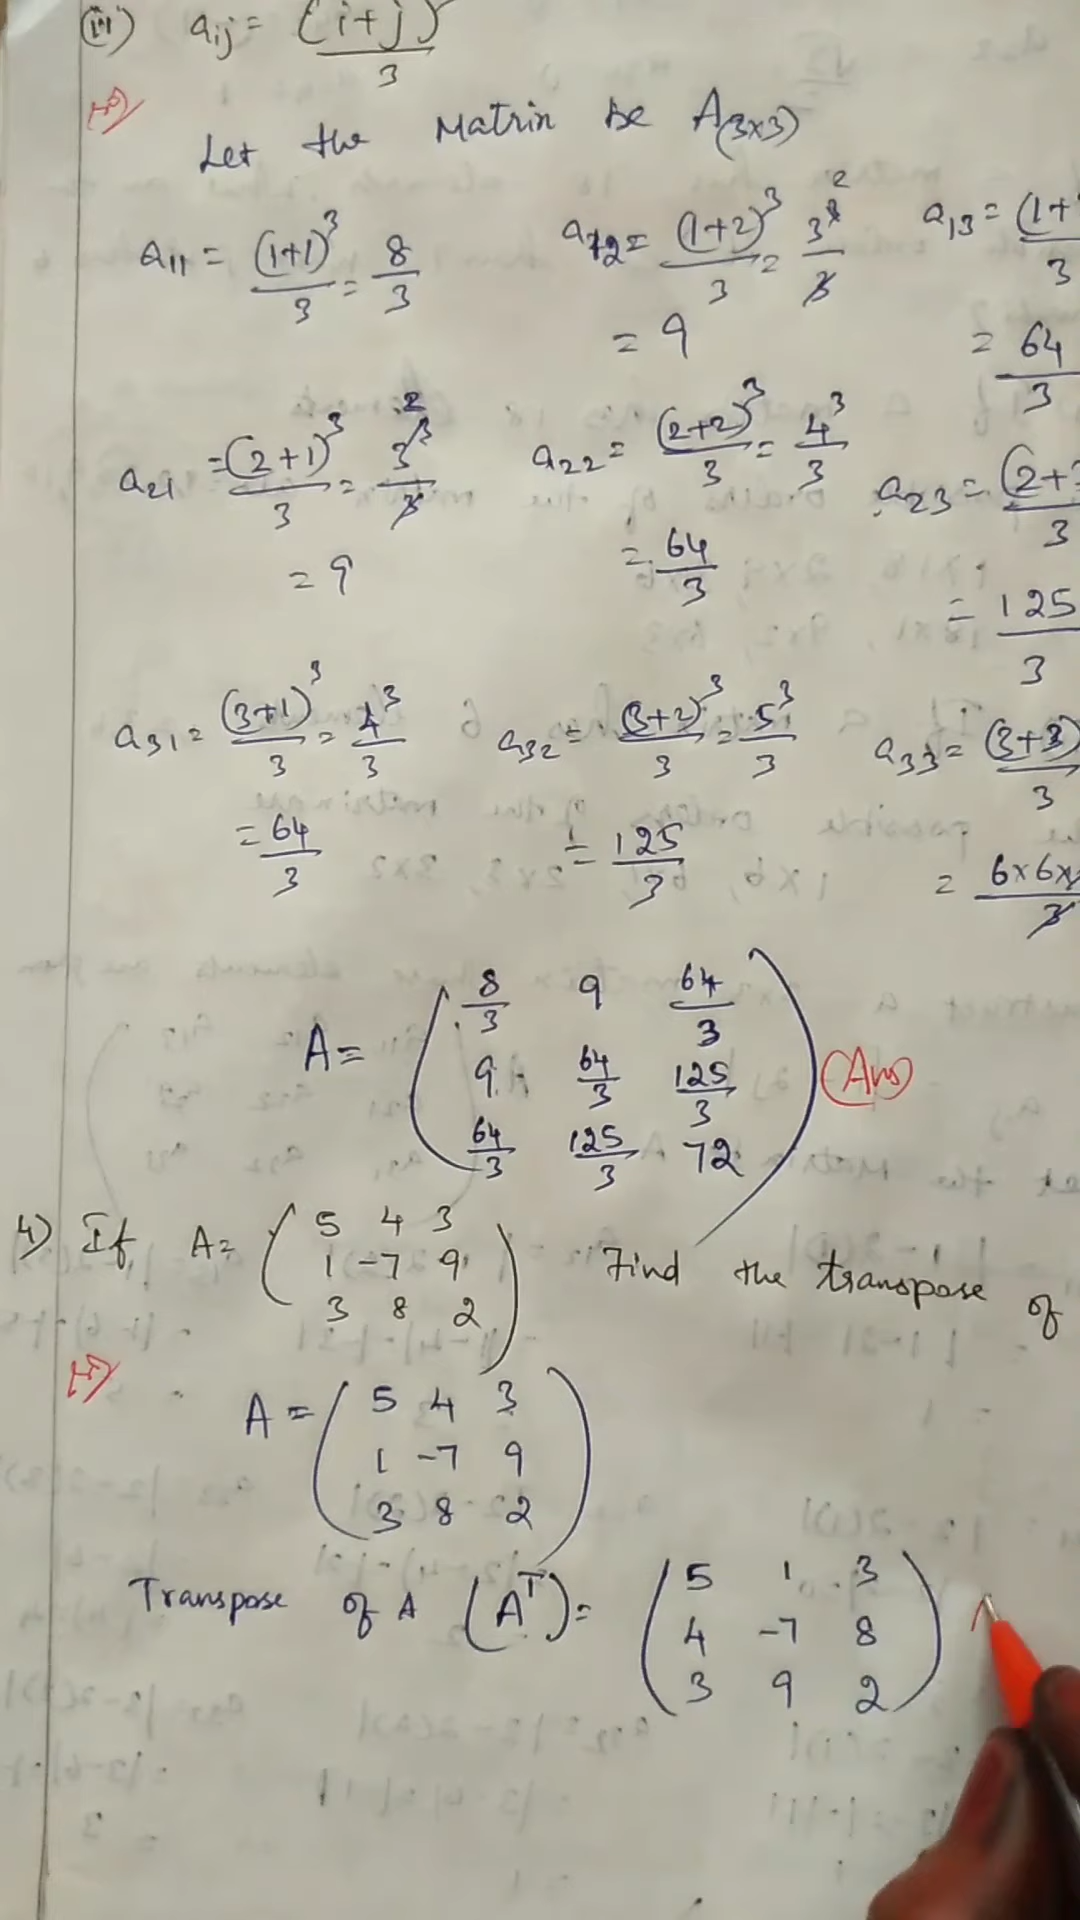 (ii) aij = (i+j)³/3
Let the Matrin be A(3×3)
a11 = (1+1)³/3 = 8/3 a12 = (1+2)³/3 = 3³/3 a13 = (1+
3
= 9 = 64/3
a21 = (2+1)³/3 = 3³/3 a22 = (2+2)³/3 = 4³/3 a23 = (2+
3
= 9 = 64/3 = 125/3
a31 = (3+1)³/3 = 4³/3 a32 = (3+2)³/3 = 5³/3 a33 = (3+3)/3
= 64/3 = 125/3 = 6×6×
3
A = ( 8/3 9 64/3
9 64/3 125/3
64/3 125/3 72 ) (Ans)
4) If A = ( 5 4 3
1 -7 9
3 8 2 ) Find the transpose of
A = ( 5 4 3
1 -7 9
3 8 2 )
Transpose of A (Aᵀ) = ( 5 1 3
4 -7 8
3 9 2 )